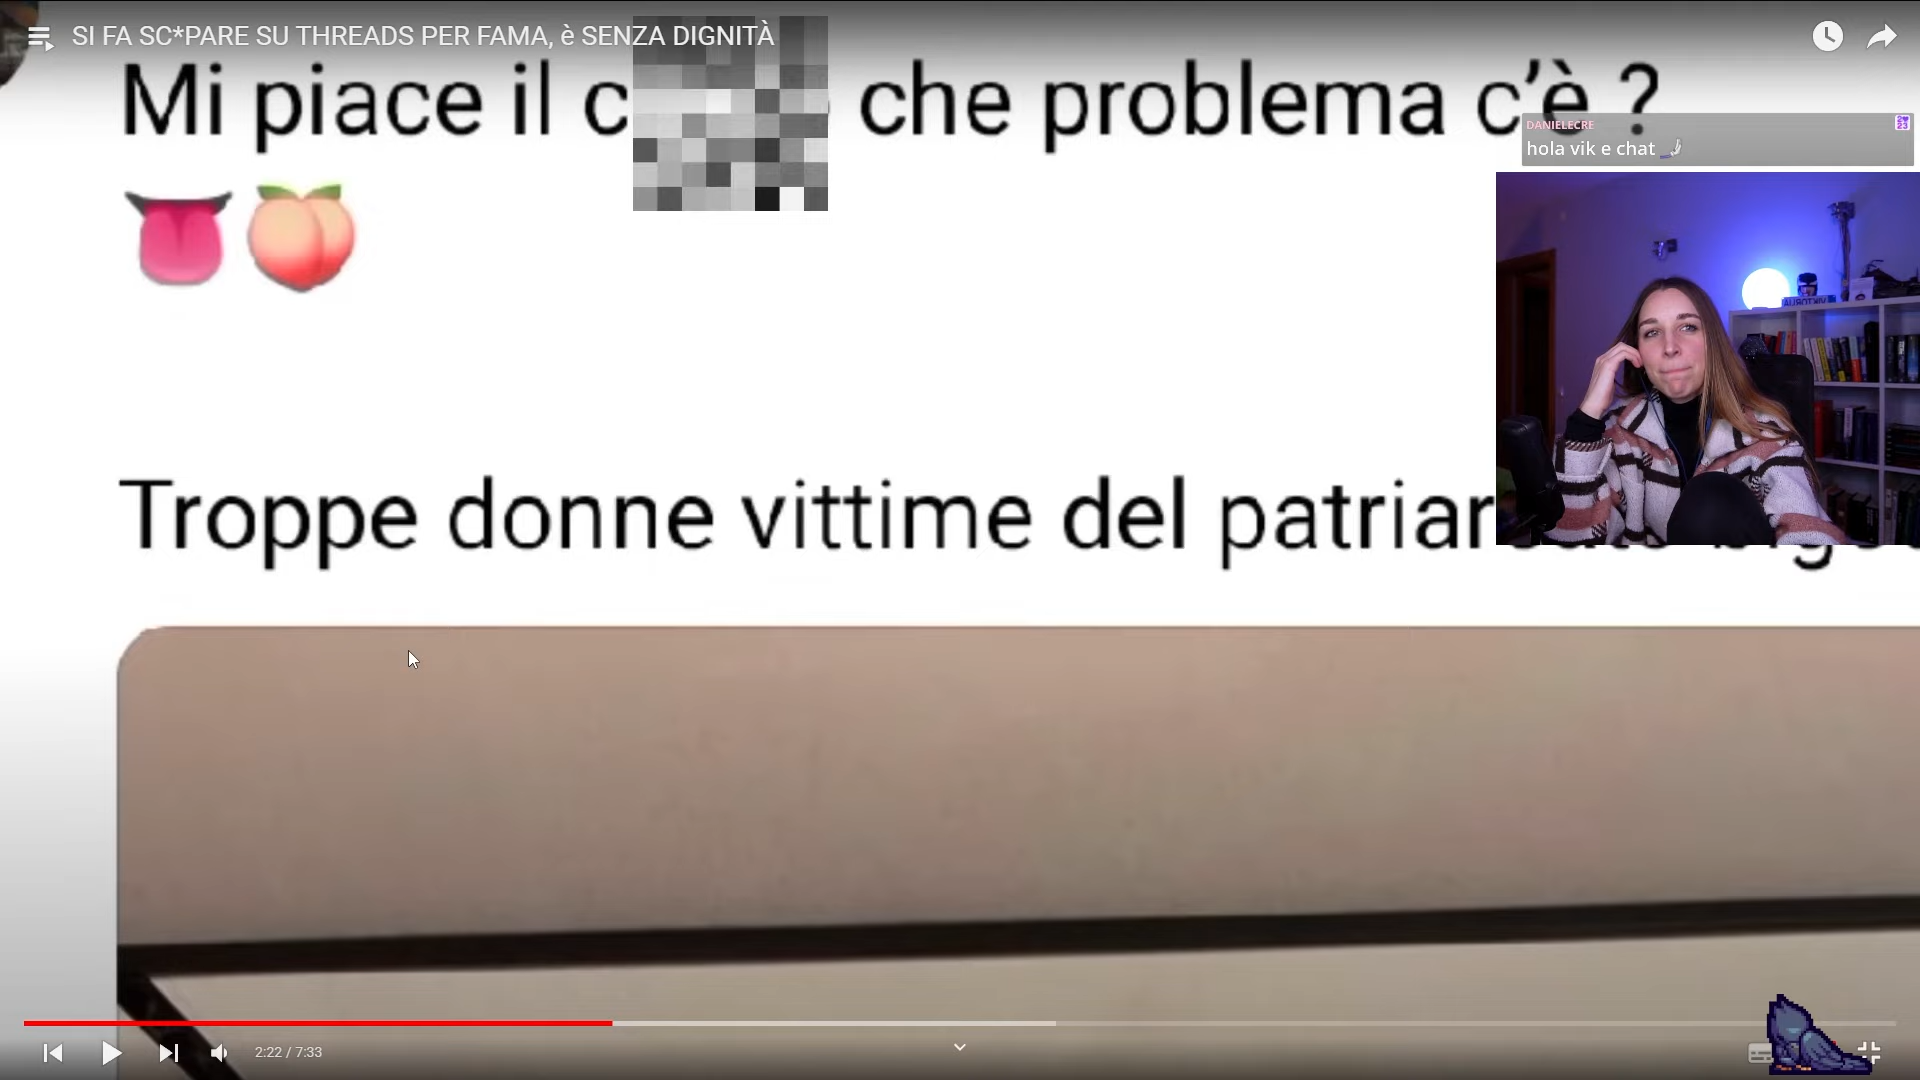 SI FA SC*PARE SU THREADS PER FAMA, è SENZA DIGNITÀ
Mi piace il c che problema c'è ?
DANIELECRE
hola vik e chat
Troppe donne vittime del
2:22 / 7:33